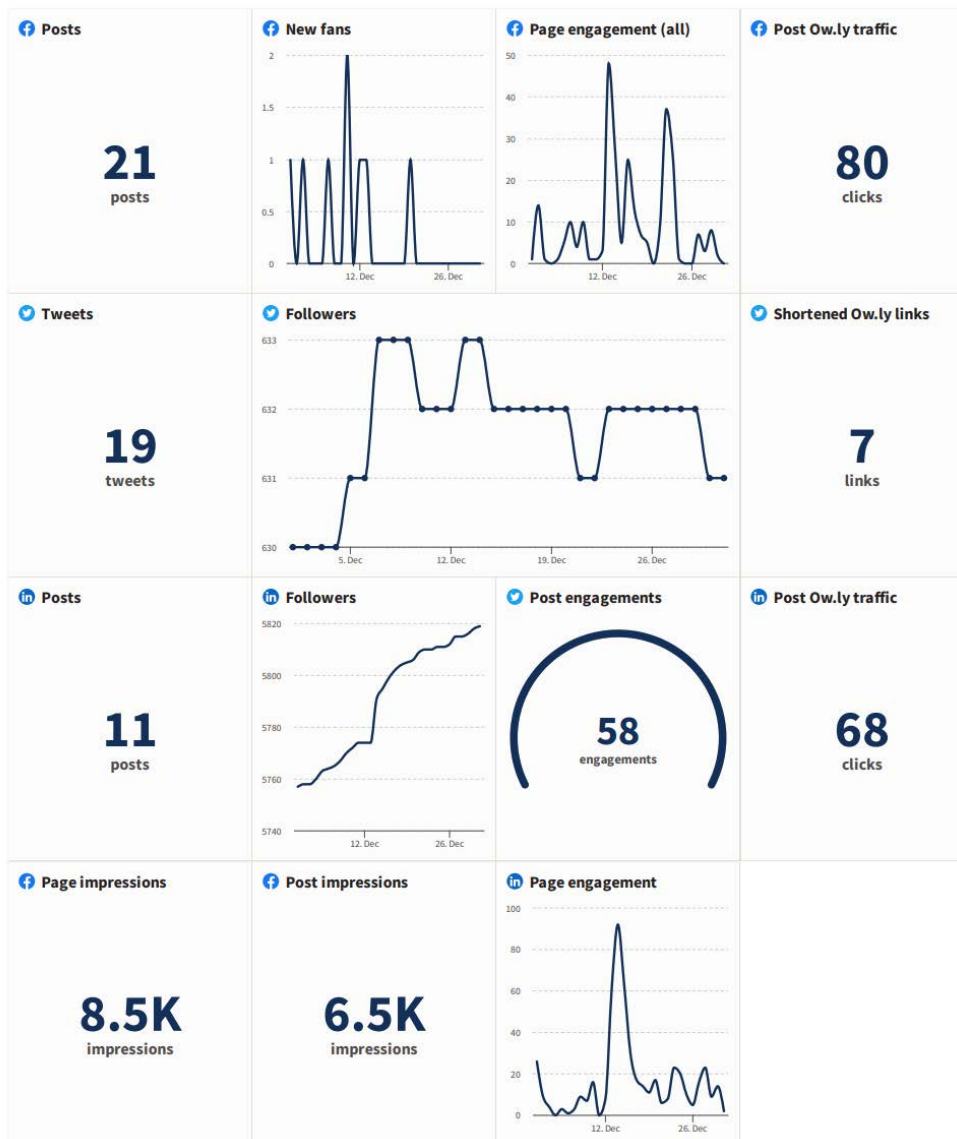 Posts
21
posts
New fans
2
1.5
1
0.5
0
12. Dec
26. Dec
Page engagement (all)
50
40
30
20
10
0
12. Dec
26. Dec
Post Ow.ly traffic
80
clicks
Tweets
19
tweets
Followers
633
632
631
630
5. Dec
12. Dec
19. Dec
26. Dec
Shortened Ow.ly links
7
links
in Posts
11
posts
in Followers
5820
5800
5780
5760
5740
12. Dec
26. Dec
Post engagements
58
engagements
in Post Ow.ly traffic
68
clicks
Page impressions
8.5K
impressions
Post impressions
6.5K
impressions
in Page engagement
100
80
60
40
20
0
12. Dec
26. Dec